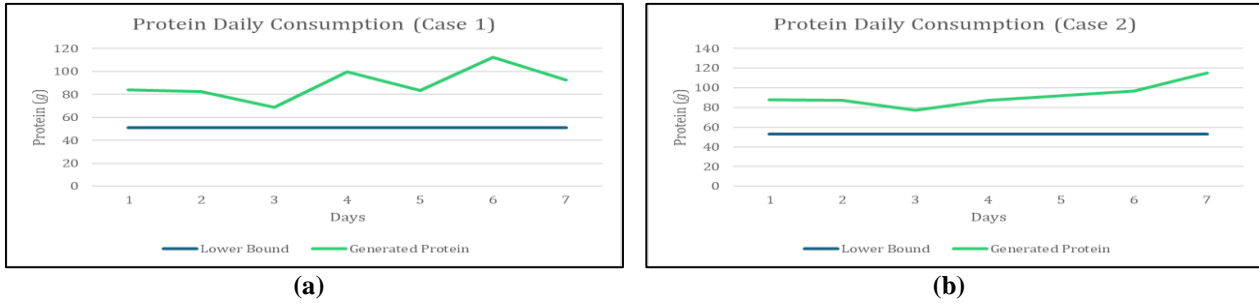 Protein Daily Consumption (Case 1)
120
100
80
60
40
20
0
Protein (g)
1 2 3 4 5 6 7
Days
Lower Bound Generated Protein
(a)
Protein Daily Consumption (Case 2)
140
120
100
80
60
40
20
0
Protein (g)
1 2 3 4 5 6 7
Days
Lower Bound Generated Protein
(b)